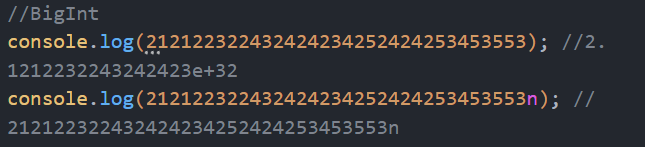 //BigInt
console.log(212122322432424234252424253453553); //2.
1212232243242423e+32
console.log(212122322432424234252424253453553n); //
212122322432424234252424253453553n